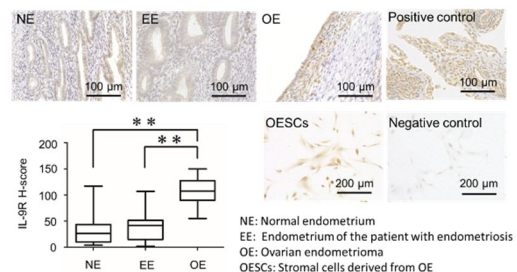 NE
EE
OE
Positive control
100 µm
100 µm
100 µm
100 µm
OESCs
Negative control
200 µm
200 µm
IL-9R H-score
200
150
100
50
0
** 
**
NE
EE
OE
NE: Normal endometrium
EE: Endometrium of the patient with endometriosis
OE: Ovarian endometrioma
OESCs: Stromal cells derived from OE